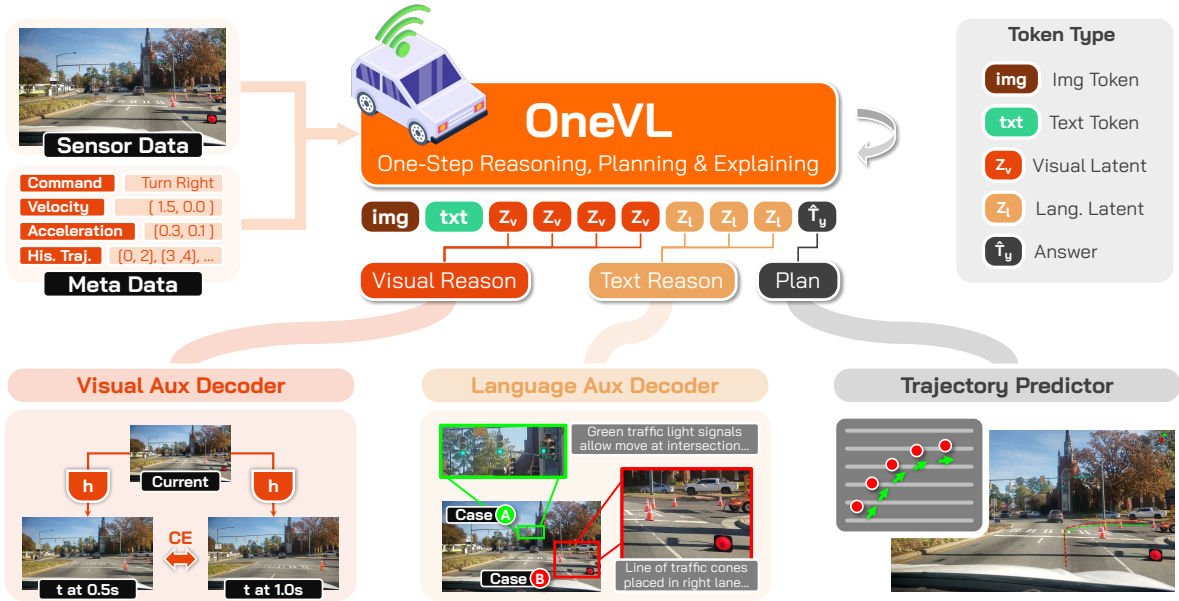 Sensor Data
Command Turn Right
Velocity ( 1.5, 0.0 )
Acceleration (0.3, 0.1 )
His. Traj. (0, 2), (3 ,4), ...
Meta Data
OneVL
One-Step Reasoning, Planning & Explaining
img txt Zv Zv Zv Zv Zl Zl Zl T̂y
Visual Reason Text Reason Plan
Token Type
img Img Token
txt Text Token
Zv Visual Latent
Zl Lang. Latent
T̂y Answer
Visual Aux Decoder
Current
h h
CE
t at 0.5s t at 1.0s
Language Aux Decoder
Green traffic light signals
allow move at intersection...
Case A
Case B
Line of traffic cones
placed in right lane...
Trajectory Predictor